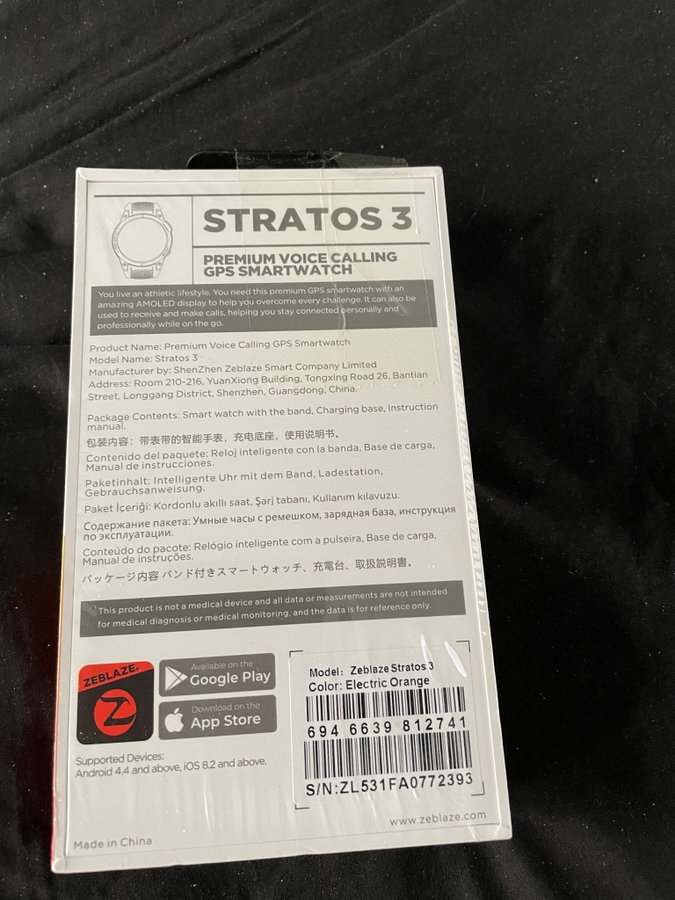 STRATOS 3
PREMIUM VOICE CALLING
GPS SMARTWATCH
You live an athletic lifestyle. You need this premium GPS smartwatch with an
amazing AMOLED display to help you overcome every challenge. It can also be
used to receive and make calls, helping you stay connected personally and
professionally while on the go.
Product Name: Premium Voice Calling GPS Smartwatch
Model Name: Stratos 3
Manufacturer by: ShenZhen Zeblaze Smart Company Limited
Address: Room 210-216, YuanXiong Building, Tongxing Road 26, Bantian
Street, Longgang District, Shenzhen, Guangdong, China.
Package Contents: Smart watch with the band, Charging base, Instruction
manual.
包装内容：带表带的智能手表，充电底座，使用说明书。
Contenido del paquete: Reloj inteligente con la banda, Base de carga,
Manual de instrucciones.
Paketinhalt: Intelligente Uhr mit dem Band, Ladestation,
Gebrauchsanweisung.
Paket İçeriği: Kordonlu akıllı saat, Şarj tabanı, Kullanım kılavuzu.
Содержание пакета: Умные часы с ремешком, зарядная база, инструкция
по эксплуатации.
Conteúdo do pacote: Relógio inteligente com a pulseira, Base de carga,
Manual de instruções.
パッケージ内容 バンド付きスマートウォッチ、充電台、取扱説明書。
This product is not a medical device and all data or measurements are not intended
for medical diagnosis or medical monitoring, and the data is for reference only.
ZEBLAZE
Available on the
Google Play
Download on the
App Store
Supported Devices:
Android 4.4 and above, iOS 8.2 and above.
Model: Zeblaze Stratos 3
Color: Electric Orange
694 6639 812741
S/N:ZL531FA0772393
www.zeblaze.com
Made in China